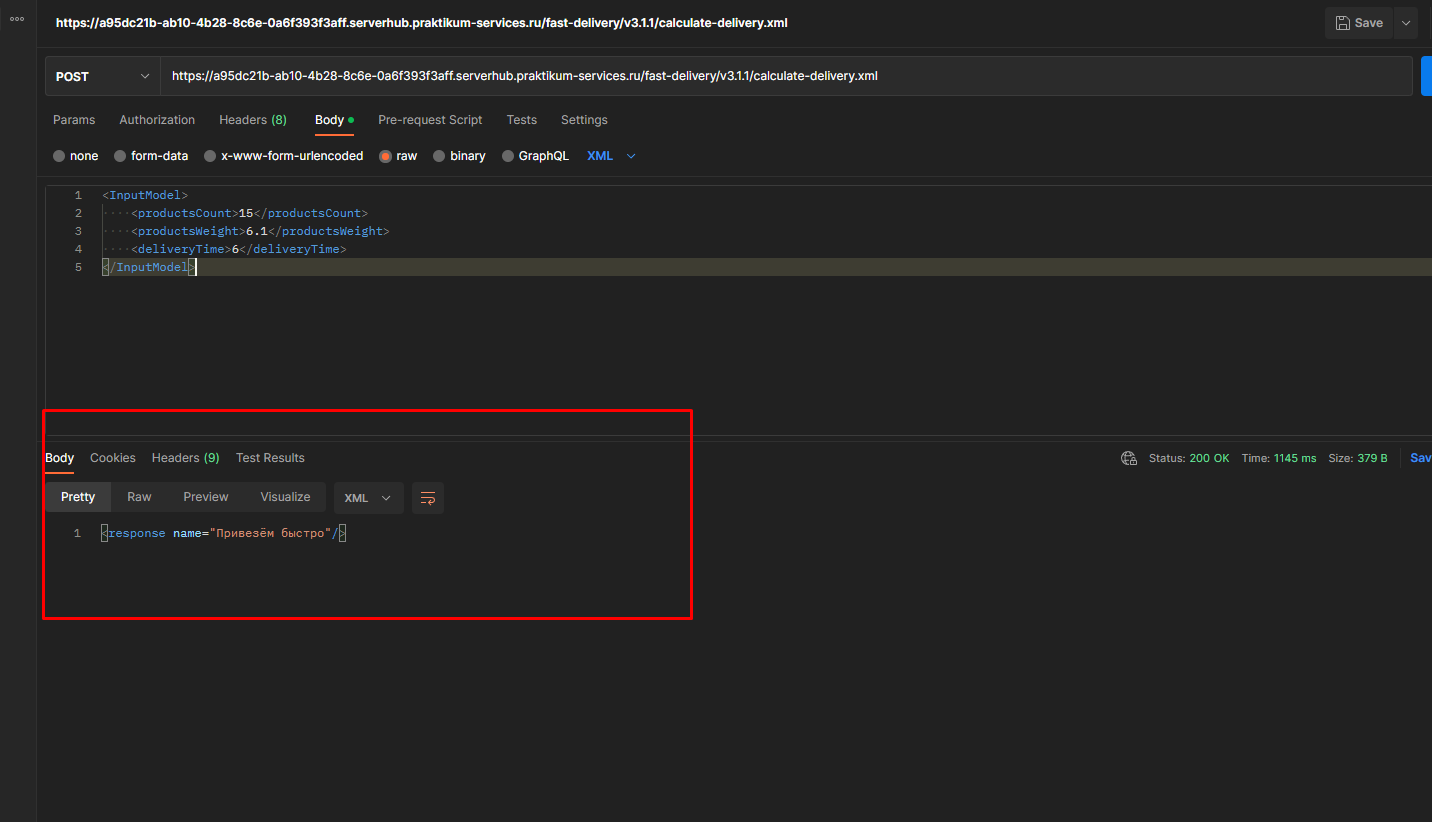 https://a95dc21b-ab10-4b28-8c6e-0a6f393f3aff.serverhub.praktikum-services.ru/fast-delivery/v3.1.1/calculate-delivery.xml
Save
POST https://a95dc21b-ab10-4b28-8c6e-0a6f393f3aff.serverhub.praktikum-services.ru/fast-delivery/v3.1.1/calculate-delivery.xml
Params Authorization Headers (8) Body Pre-request Script Tests Settings
none form-data x-www-form-urlencoded raw binary GraphQL XML
1 <InputModel>
2 ····<productsCount>15</productsCount>
3 ····<productsWeight>6.1</productsWeight>
4 ····<deliveryTime>6</deliveryTime>
5 </InputModel>
Body Cookies Headers (9) Test Results Status: 200 OK Time: 1145 ms Size: 379 B Sav
Pretty Raw Preview Visualize XML
1 <response name="Привезём быстро"/>